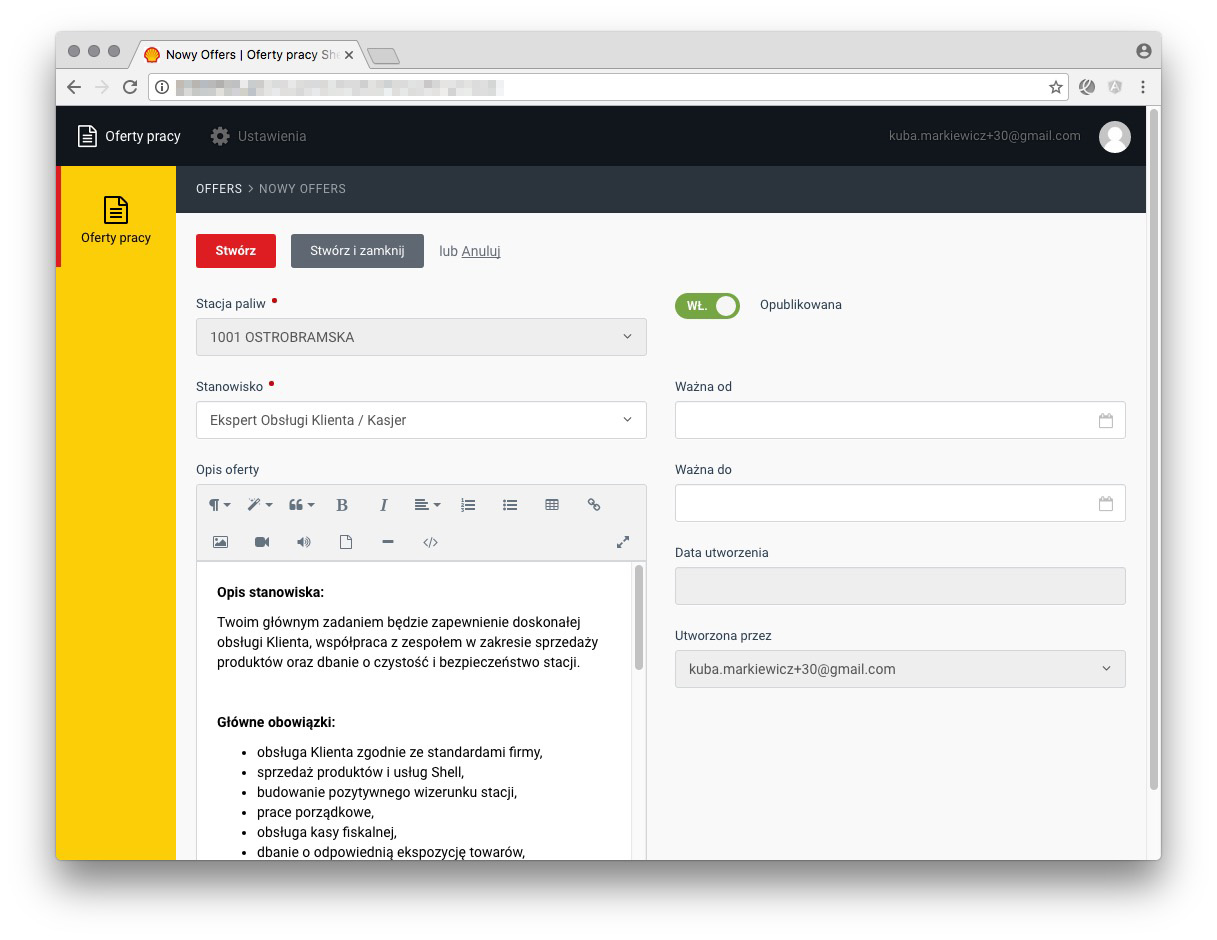 Nowy Offers | Oferty pracy She
Oferty pracy
Ustawienia
kuba.markiewicz+30@gmail.com
Oferty pracy
OFFERS > NOWY OFFERS
Stwórz
Stwórz i zamknij
lub Anuluj
Stacja paliw
1001 OSTROBRAMSKA
WŁ.
Opublikowana
Stanowisko
Ekspert Obsługi Klienta / Kasjer
Ważna od
Opis oferty
Ważna do
Data utworzenia
Utworzona przez
kuba.markiewicz+30@gmail.com
Opis stanowiska:
Twoim głównym zadaniem będzie zapewnienie doskonałej
obsługi Klienta, współpraca z zespołem w zakresie sprzedaży
produktów oraz dbanie o czystość i bezpieczeństwo stacji.
Główne obowiązki:
• obsługa Klienta zgodnie ze standardami firmy,
• sprzedaż produktów i usług Shell,
• budowanie pozytywnego wizerunku stacji,
• prace porządkowe,
• obsługa kasy fiskalnej,
• dbanie o odpowiednią ekspozycję towarów,